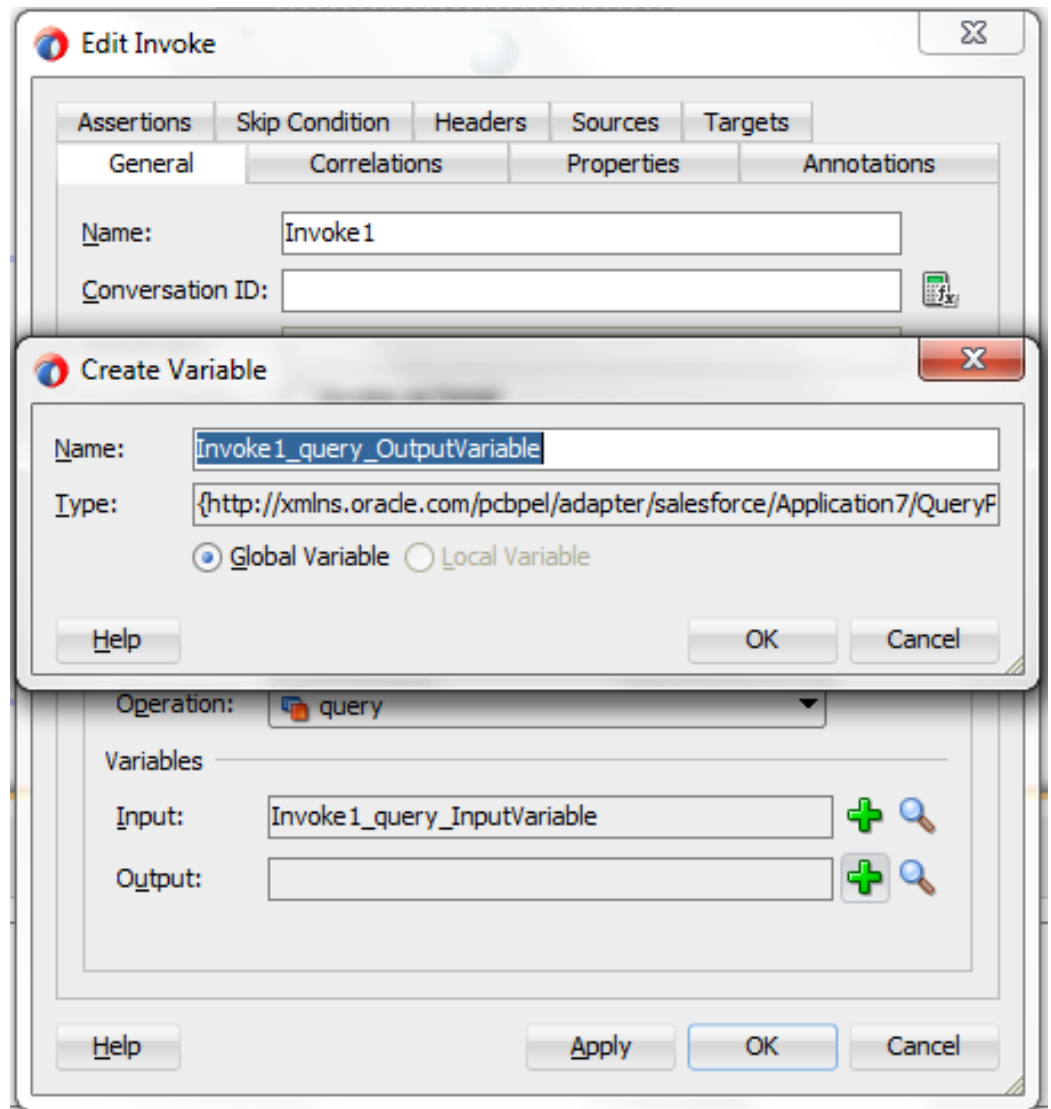 Edit Invoke
Assertions Skip Condition Headers Sources Targets
General Correlations Properties Annotations
Name: Invoke1
Conversation ID:
Create Variable
Name: Invoke1_query_OutputVariable
Type: {http://xmlns.oracle.com/pcbpel/adapter/salesforce/Application7/QueryP
Global Variable Local Variable
Help OK Cancel
Operation: query
Variables
Input: Invoke1_query_InputVariable
Output:
Help Apply OK Cancel